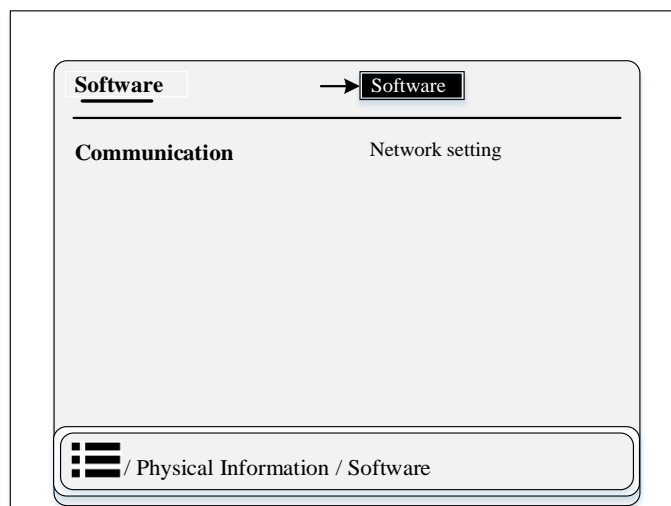 Software Software
Communication Network setting
/ Physical Information / Software